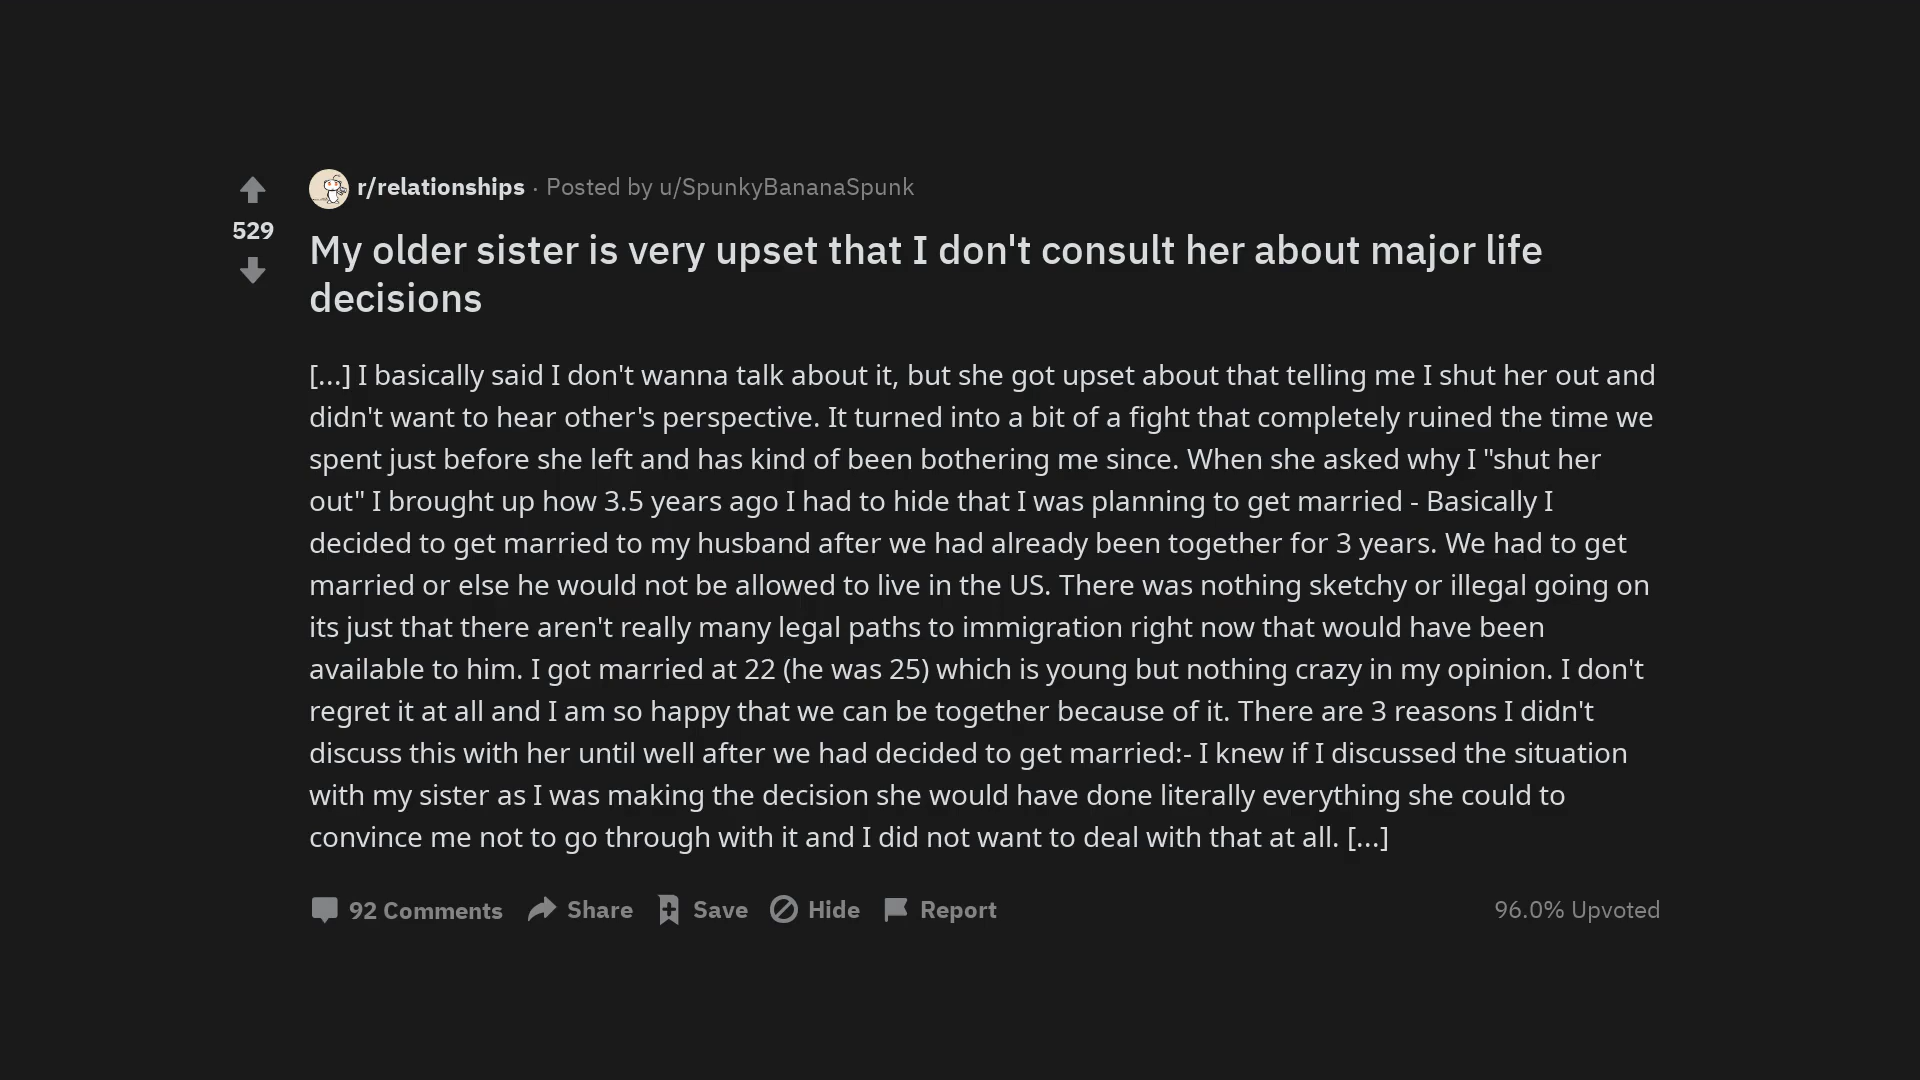 r/relationships · Posted by u/SpunkyBananaSpunk
529
My older sister is very upset that I don't consult her about major life
decisions
[...] I basically said I don't wanna talk about it, but she got upset about that telling me I shut her out and
didn't want to hear other's perspective. It turned into a bit of a fight that completely ruined the time we
spent just before she left and has kind of been bothering me since. When she asked why I "shut her
out" I brought up how 3.5 years ago I had to hide that I was planning to get married - Basically I
decided to get married to my husband after we had already been together for 3 years. We had to get
married or else he would not be allowed to live in the US. There was nothing sketchy or illegal going on
its just that there aren't really many legal paths to immigration right now that would have been
available to him. I got married at 22 (he was 25) which is young but nothing crazy in my opinion. I don't
regret it at all and I am so happy that we can be together because of it. There are 3 reasons I didn't
discuss this with her until well after we had decided to get married:- I knew if I discussed the situation
with my sister as I was making the decision she would have done literally everything she could to
convince me not to go through with it and I did not want to deal with that at all. [...]
92 Comments Share Save Hide Report 96.0% Upvoted